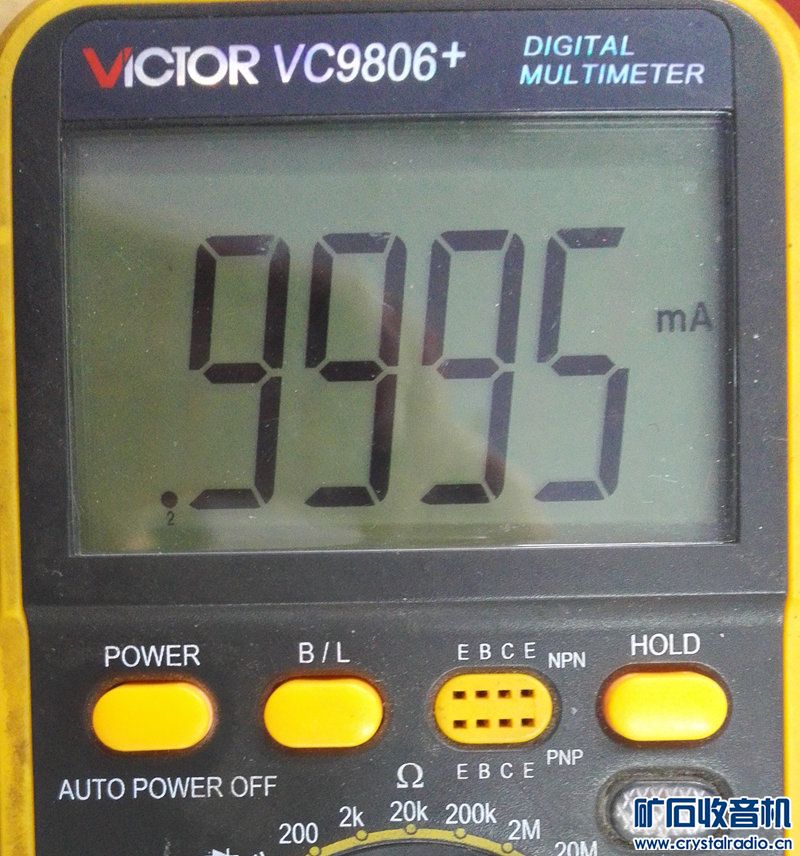 VICTOR VC9806+ DIGITAL MULTIMETER
.9995 mA
2
POWER B/L E B C E NPN HOLD
AUTO POWER OFF E B C E PNP
Ω
200 2k 20k 200k 2M 20M
矿石收音机
www.crystalradio.cn